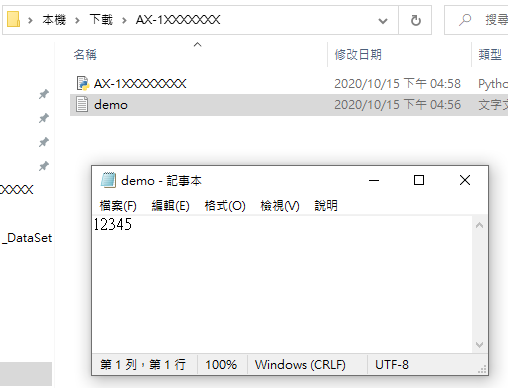 本機 > 下載 > AX-1XXXXXXX
搜尋
名稱 修改日期 類型
AX-1XXXXXXXX 2020/10/15 下午 04:58 Pytho
demo 2020/10/15 下午 04:56 文字文
XXXXX
_DataSet
demo - 記事本
檔案(F) 編輯(E) 格式(O) 檢視(V) 說明
12345
第 1 列，第 1 行 100% Windows (CRLF) UTF-8